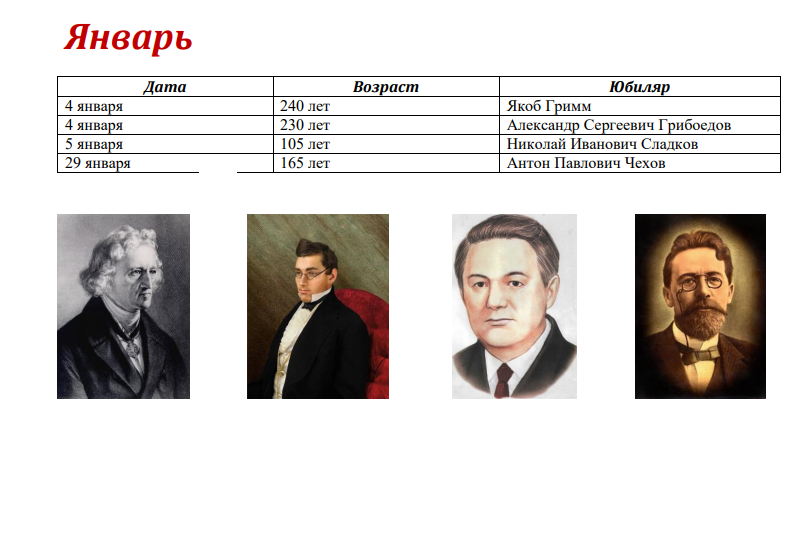 Январь
Дата Возраст Юбиляр
4 января 240 лет Якоб Гримм
4 января 230 лет Александр Сергеевич Грибоедов
5 января 105 лет Николай Иванович Сладков
29 января 165 лет Антон Павлович Чехов